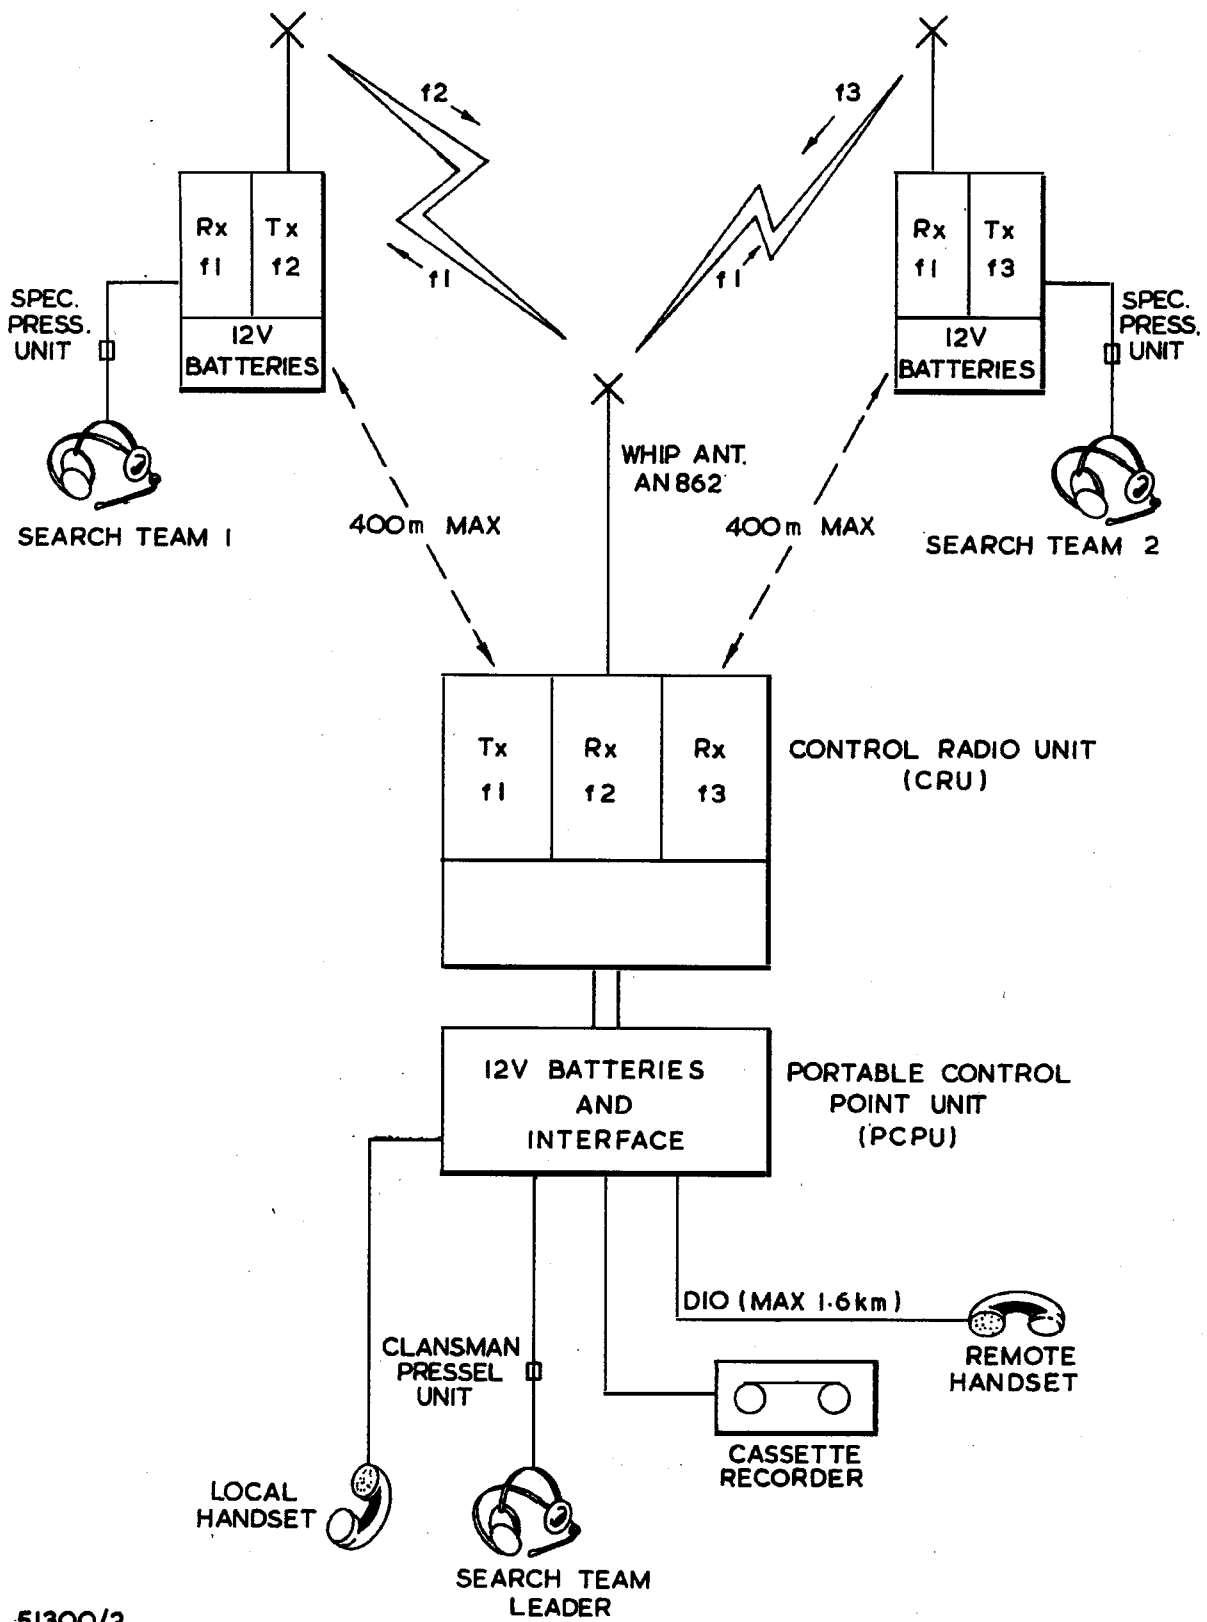 f2
f3
Rx
f1
Tx
f2
12V
BATTERIES
f1
f1
Rx
f1
Tx
f3
12V
BATTERIES
SPEC.
PRESS.
UNIT
SPEC.
PRESS.
UNIT
WHIP ANT.
AN862
SEARCH TEAM 1
400m MAX
400m MAX
SEARCH TEAM 2
Tx
f1
Rx
f2
Rx
f3
CONTROL RADIO UNIT
(CRU)
12V BATTERIES
AND
INTERFACE
PORTABLE CONTROL
POINT UNIT
(PCPU)
DIO (MAX 1·6km)
REMOTE
HANDSET
CLANSMAN
PRESSEL
UNIT
CASSETTE
RECORDER
LOCAL
HANDSET
SEARCH TEAM
LEADER
51300/2